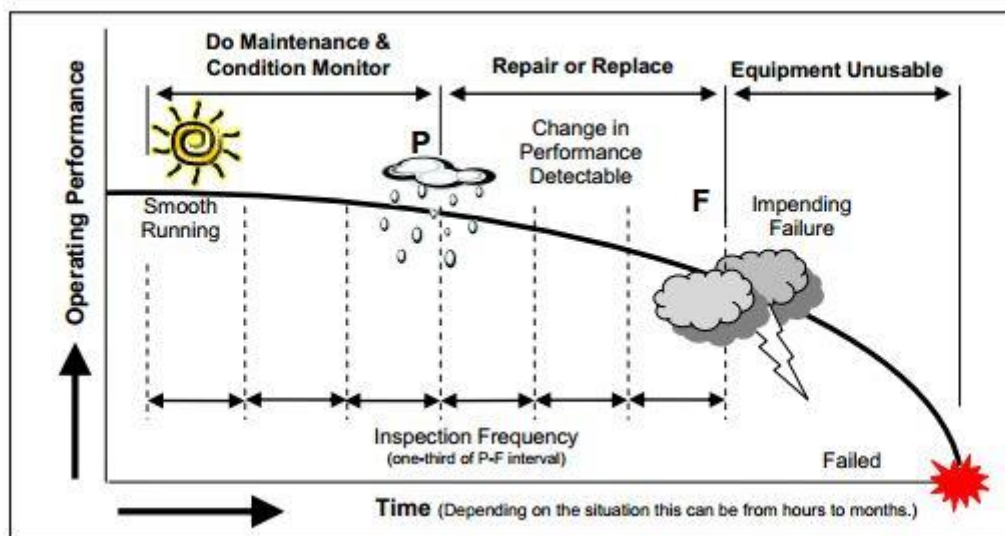 Do Maintenance &
Condition Monitor
Repair or Replace
Equipment Unusable
Operating Performance
P
Change in
Performance
Detectable
Smooth
Running
F
Impending
Failure
Inspection Frequency
(one-third of P-F interval)
Failed
Time (Depending on the situation this can be from hours to months.)